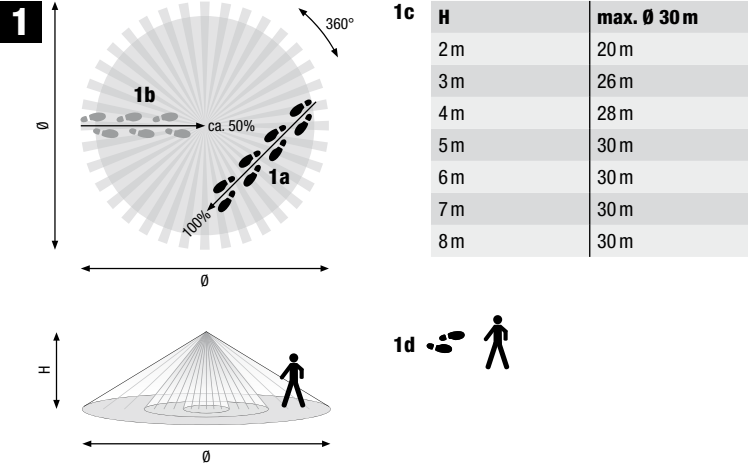 1
360°
1b
ca. 50%
1a
100%
Ø
Ø
1c
H max. Ø 30 m
2 m 20 m
3 m 26 m
4 m 28 m
5 m 30 m
6 m 30 m
7 m 30 m
8 m 30 m
H
Ø
1d